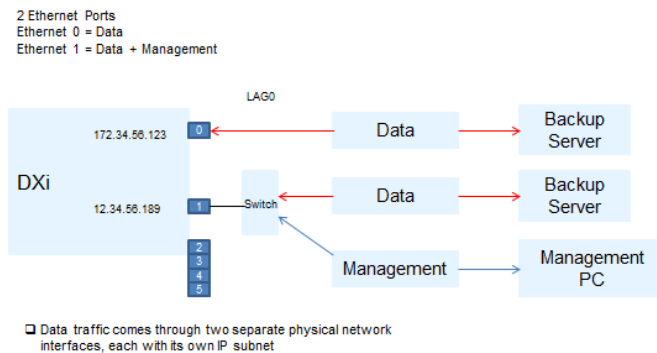 2 Ethernet Ports
Ethernet 0 = Data
Ethernet 1 = Data + Management
LAG0
172.34.56.123
0
Data
Backup
Server
DXi
12.34.56.189
1
Switch
Data
Backup
Server
2
3
4
5
Management
Management
PC
❑ Data traffic comes through two separate physical network
interfaces, each with its own IP subnet